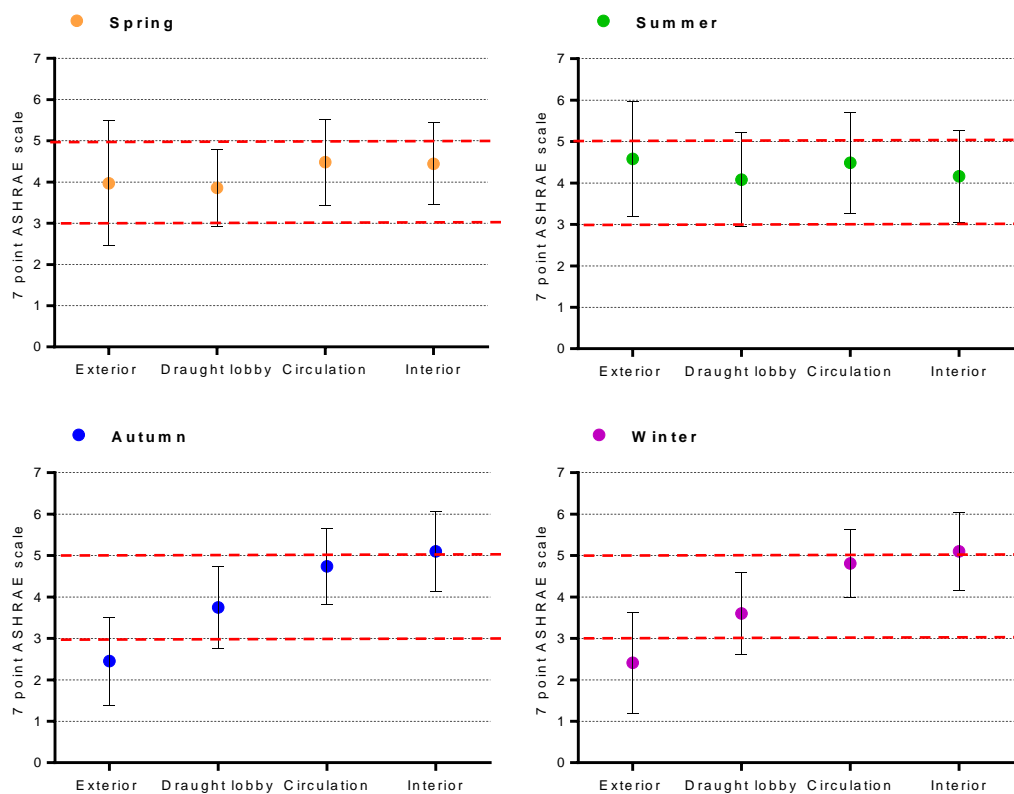 Spring
7 point ASHRAE scale
7
6
5
4
3
2
1
0
Exterior Draught lobby Circulation Interior
Summer
7 point ASHRAE scale
7
6
5
4
3
2
1
0
Exterior Draught lobby Circulation Interior
Autumn
7 point ASHRAE scale
7
6
5
4
3
2
1
0
Exterior Draught lobby Circulation Interior
Winter
7 point ASHRAE scale
7
6
5
4
3
2
1
0
Exterior Draught lobby Circulation Interior